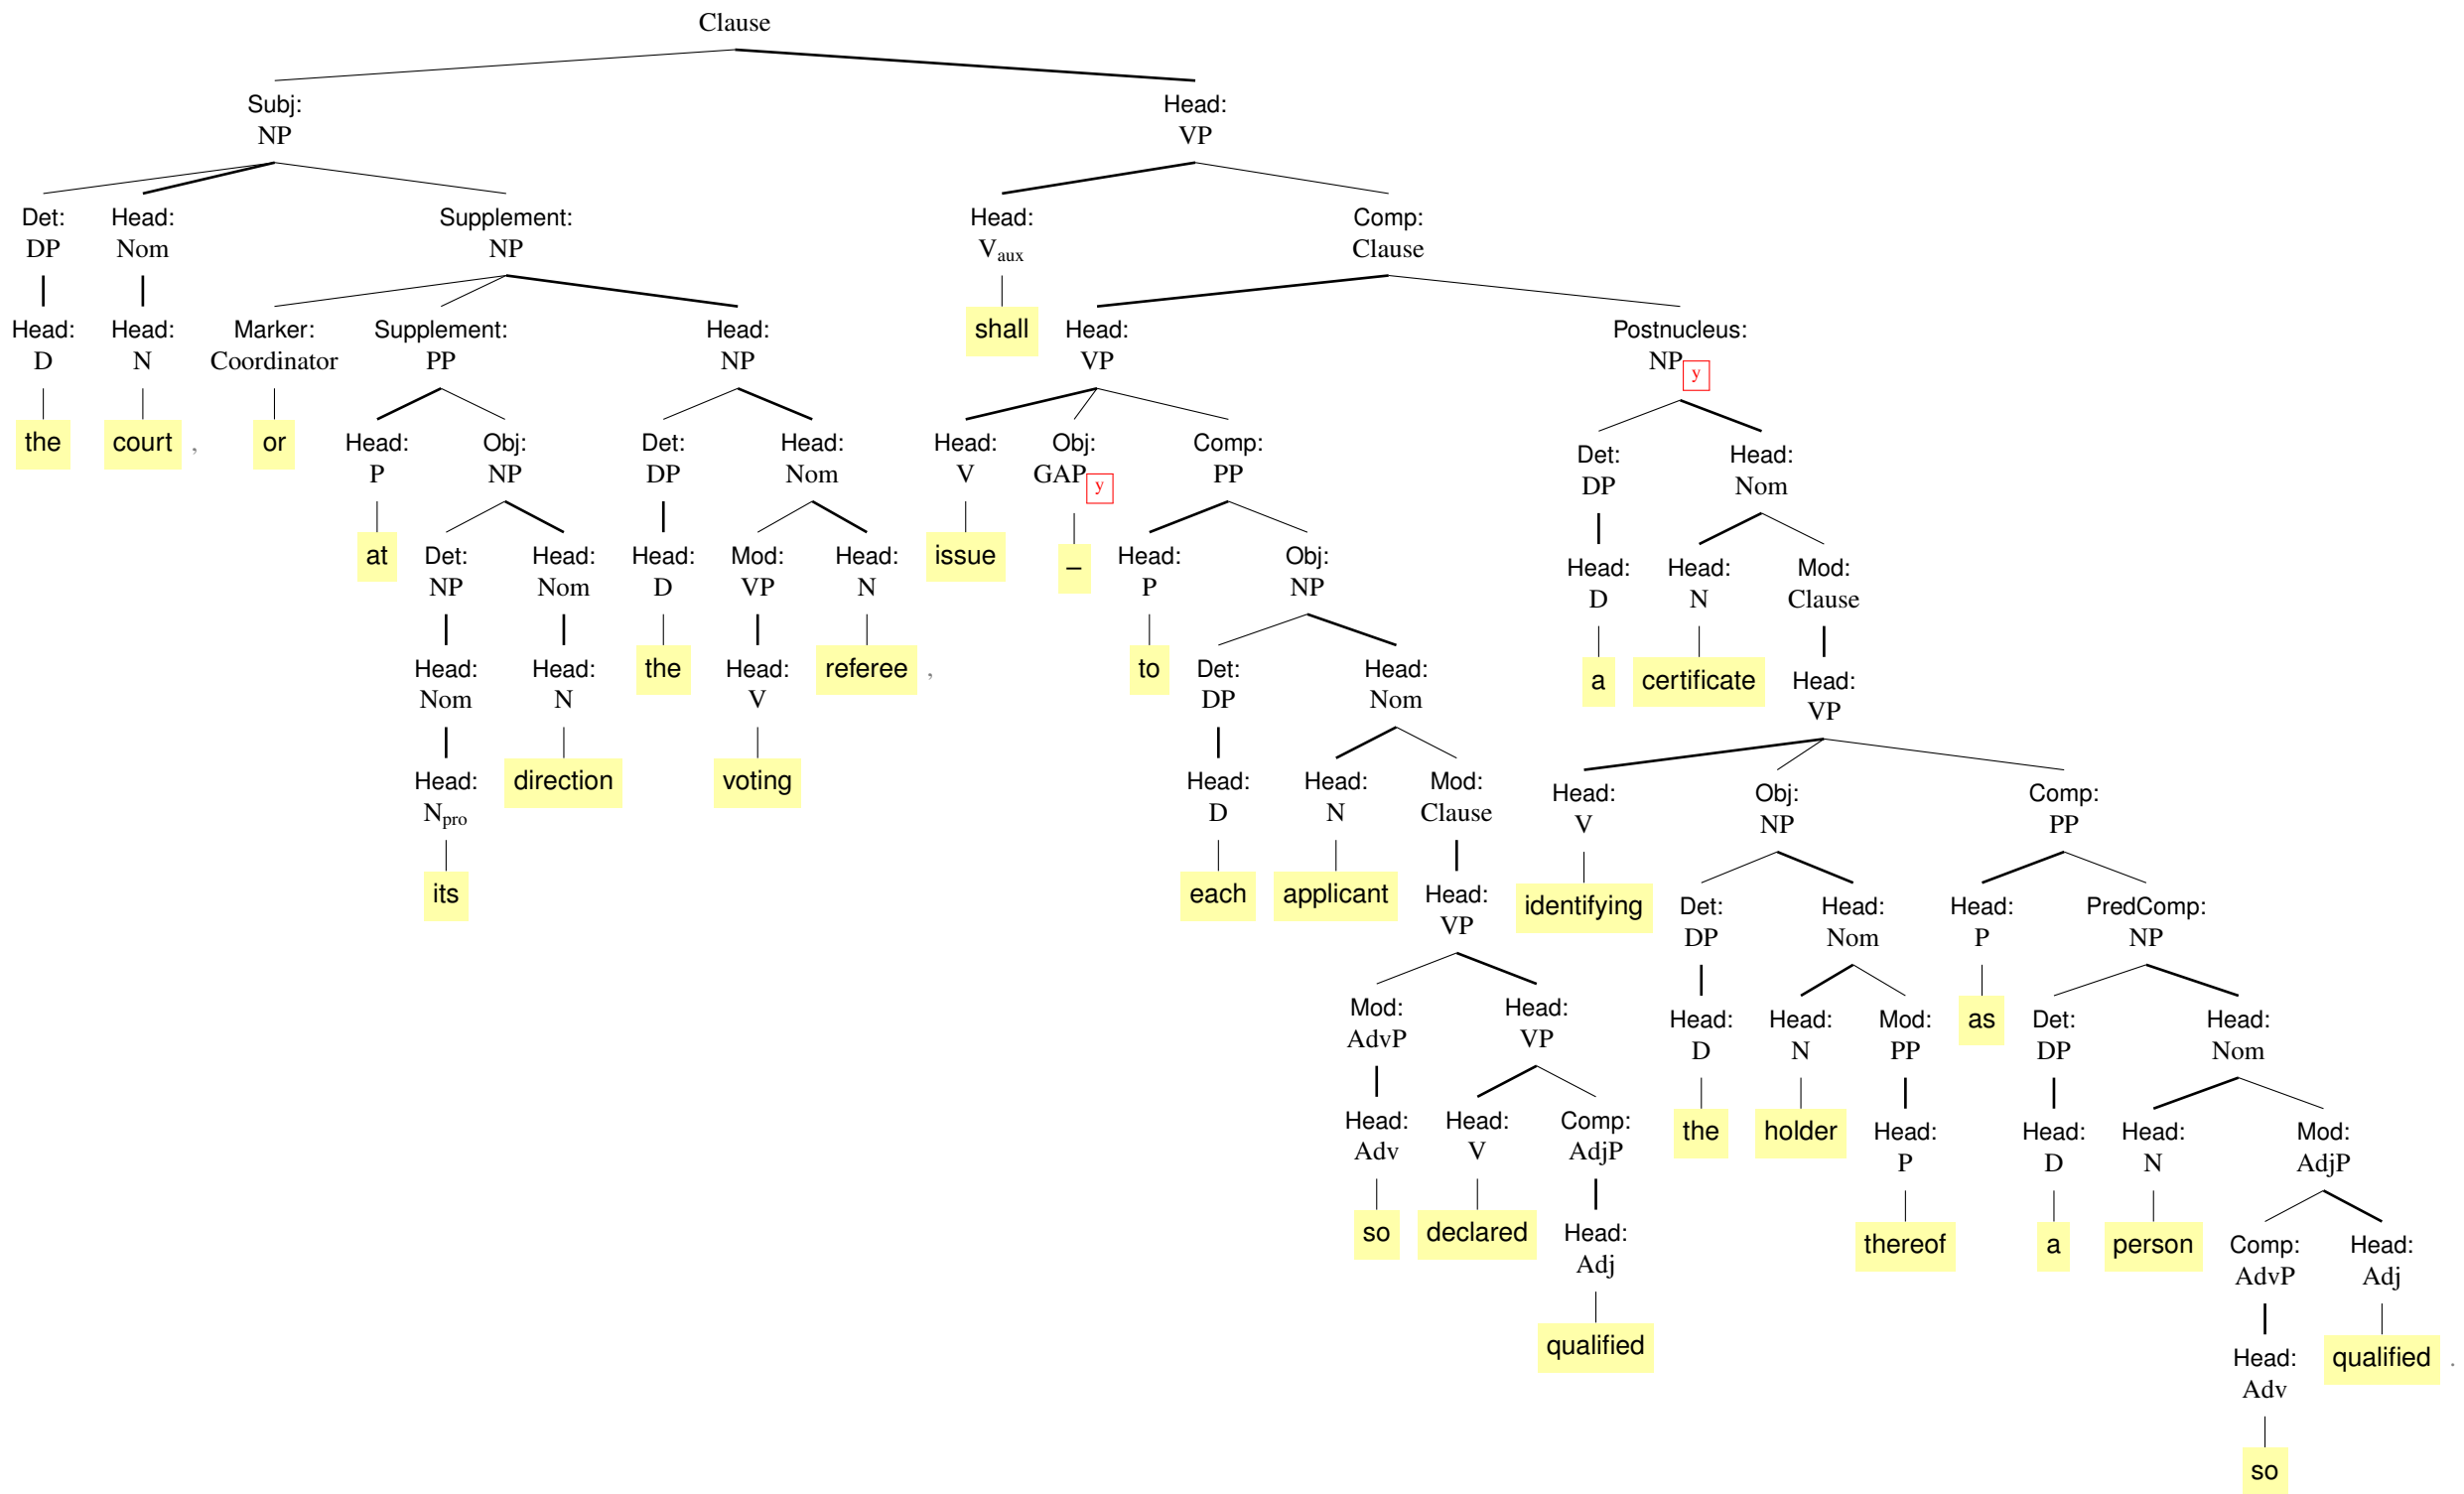 Clause
Subj: Head:
NP VP
Det: Head: Supplement: Head: Comp:
DP Nom NP Vaux Clause
Head: Head: Marker: Supplement: Head: shall Head: Postnucleus:
D N Coordinator PP NP VP NP y
the court , or Head: Obj: Det: Head: Head: Obj: Comp: Det: Head:
P NP DP Nom V GAP y PP DP Nom
at Det: Head: Head: Mod: Head: issue – Head: Obj: Head: Head: Mod:
NP Nom D VP N P NP D N Clause
Head: Head: the Head: referee , to Det: Head: a certificate Head:
Nom N V DP Nom VP
Head: direction voting Head: Head: Mod: Head: Obj: Comp:
Npro D N Clause V NP PP
its each applicant Head: identifying Det: Head: Head: PredComp:
VP DP Nom P NP
Mod: Head: Head: Head: Mod: as Det: Head:
AdvP VP D N PP DP Nom
Head: Head: Comp: the holder Head: Head: Head: Mod:
Adv V AdjP P D N AdjP
so declared Head: thereof a person Comp: Head:
Adj AdvP Adj
qualified Head: qualified .
Adv
so